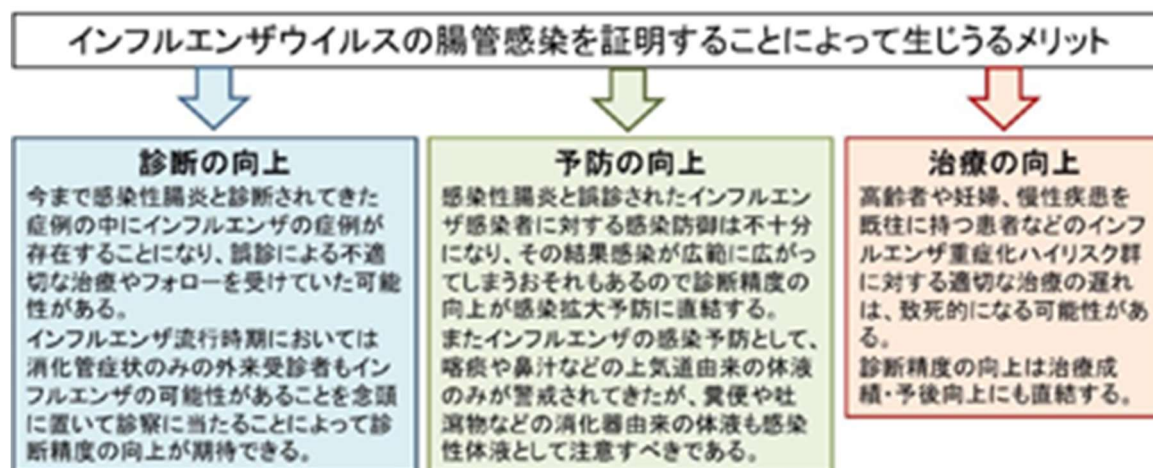 インフルエンザウイルスの腸管感染を証明することによって生じうるメリット
診断の向上
今まで感染性腸炎と診断されてきた
症例の中にインフルエンザの症例が
存在することになり、誤診による不適
切な治療やフォローを受けていた可能
性がある。
インフルエンザ流行時期においては
消化管症状のみの外来受診者もイン
フルエンザの可能性があることを念頭
に置いて診察に当たることによって診
断精度の向上が期待できる。
予防の向上
感染性腸炎と誤診されたインフルエン
ザ感染者に対する感染防御は不十分
になり、その結果感染が広範に広がっ
てしまうおそれもあるので診断精度の
向上が感染拡大予防に直結する。
またインフルエンザの感染予防として、
喀痰や鼻汁などの上気道由来の体液
のみが警戒されてきたが、糞便や吐
瀉物などの消化器由来の体液も感染
性体液として注意すべきである。
治療の向上
高齢者や妊婦、慢性疾患を
既往に持つ患者などのインフ
ルエンザ重症化ハイリスク群
に対する適切な治療の遅れ
は、致死的になる可能性があ
る。
診断精度の向上は治療成
績・予後向上にも直結する。